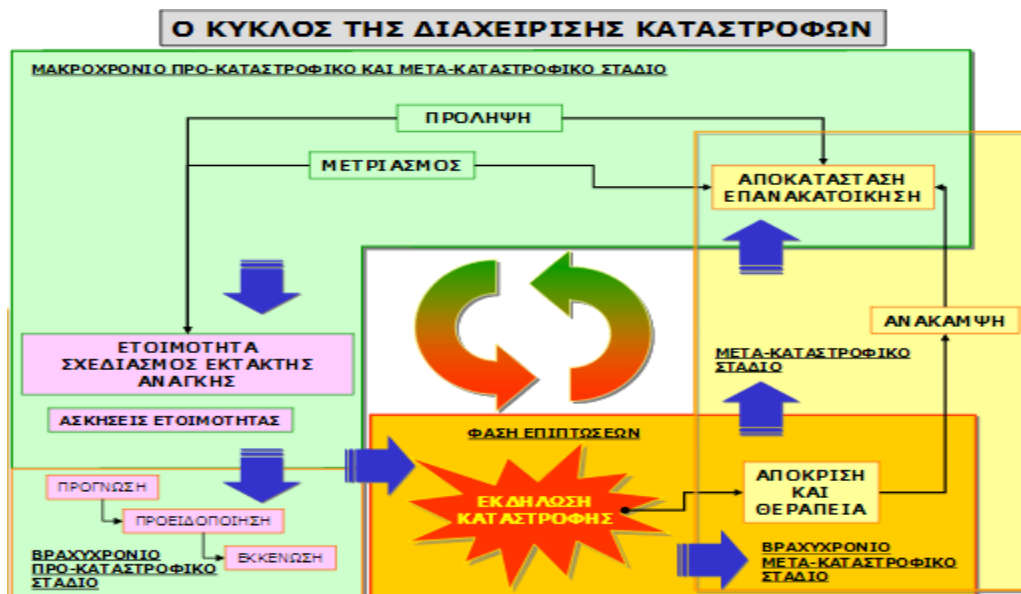 Ο ΚΥΚΛΟΣ ΤΗΣ ΔΙΑΧΕΙΡΙΣΗΣ ΚΑΤΑΣΤΡΟΦΩΝ
ΜΑΚΡΟΧΡΟΝΙΟ ΠΡΟ-ΚΑΤΑΣΤΡΟΦΙΚΟ ΚΑΙ ΜΕΤΑ-ΚΑΤΑΣΤΡΟΦΙΚΟ ΣΤΑΔΙΟ
ΠΡΟΛΗΨΗ
ΜΕΤΡΙΑΣΜΟΣ
ΑΠΟΚΑΤΑΣΤΑΣΗ
ΕΠΑΝΑΚΑΤΟΙΚΗΣΗ
ΑΝΑΚΑΜΨΗ
ΕΤΟΙΜΟΤΗΤΑ
ΣΧΕΔΙΑΣΜΟΣ ΕΚΤΑΚΤΗΣ
ΑΝΑΓΚΗΣ
ΜΕΤΑ-ΚΑΤΑΣΤΡΟΦΙΚΟ
ΣΤΑΔΙΟ
ΑΣΚΗΣΕΙΣ ΕΤΟΙΜΟΤΗΤΑΣ
ΦΑΣΗ ΕΠΙΠΤΩΣΕΩΝ
ΠΡΟΓΝΩΣΗ
ΠΡΟΕΙΔΟΠΟΙΗΣΗ
ΕΚΚΕΝΩΣΗ
ΕΚΔΗΛΩΣΗ
ΚΑΤΑΣΤΡΟΦΗΣ
ΑΠΟΚΡΙΣΗ
ΚΑΙ
ΘΕΡΑΠΕΙΑ
ΒΡΑΧΥΧΡΟΝΙΟ
ΠΡΟ-ΚΑΤΑΣΤΡΟΦΙΚΟ
ΣΤΑΔΙΟ
ΒΡΑΧΥΧΡΟΝΙΟ
ΜΕΤΑ-ΚΑΤΑΣΤΡΟΦΙΚΟ
ΣΤΑΔΙΟ